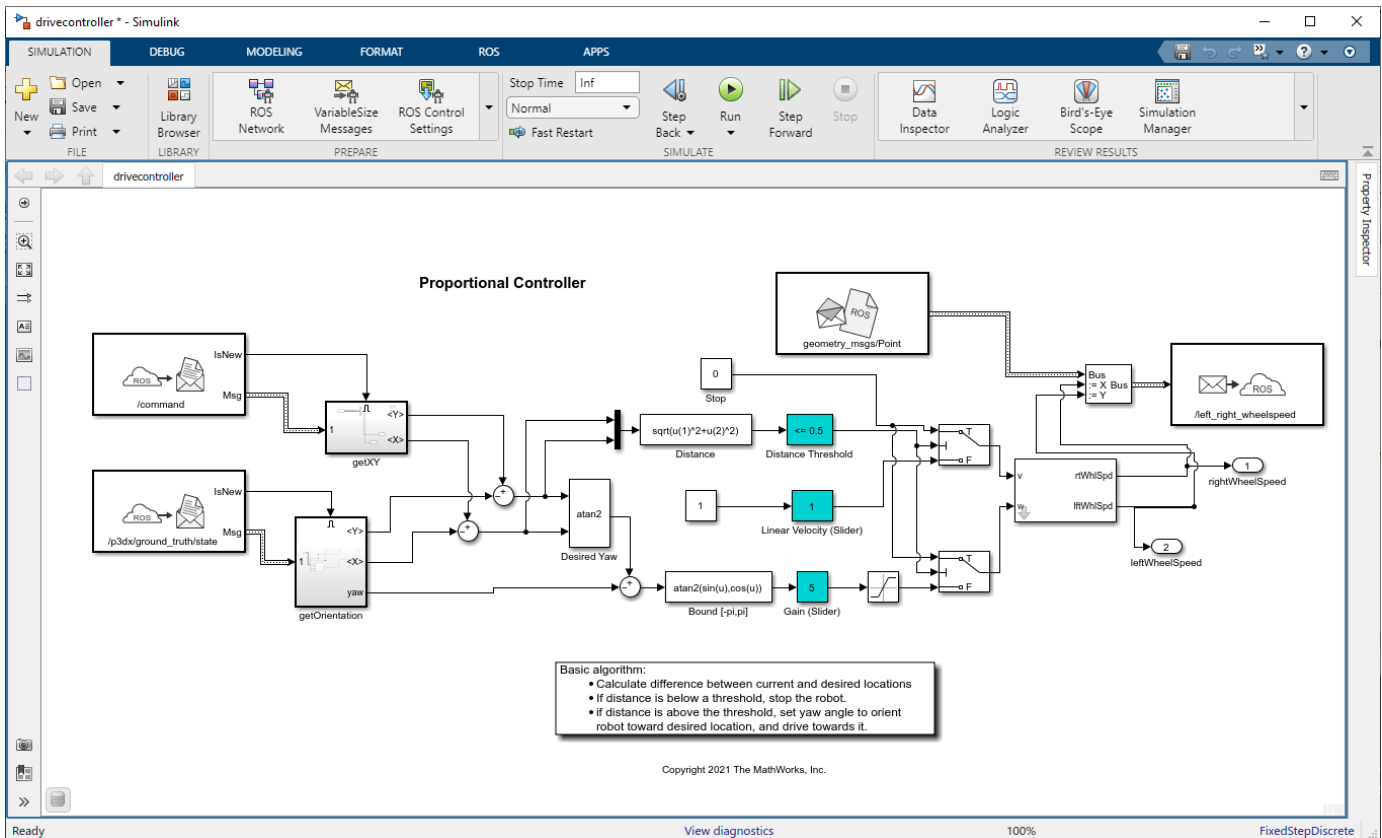 drivecontroller * - Simulink
SIMULATION
DEBUG
MODELING
FORMAT
ROS
APPS
New
Open
Save
Print
FILE
Library
Browser
LIBRARY
ROS
Network
VariableSize
Messages
ROS Control
Settings
PREPARE
Stop Time
Inf
Normal
Fast Restart
Step
Back
Run
Step
Forward
Stop
SIMULATE
Data
Inspector
Logic
Analyzer
Bird's-Eye
Scope
Simulation
Manager
REVIEW RESULTS
drivecontroller
Property Inspector
Proportional Controller
ROS
geometry_msgs/Point
IsNew
ROS
Msg
/command
1
<Y>
<X>
getXY
IsNew
ROS
Msg
/p3dx/ground_truth/state
1
<Y>
<X>
yaw
getOrientation
0
Stop
sqrt(u(1)^2+u(2)^2)
Distance
<= 0.5
Distance Threshold
atan2
Desired Yaw
1
1
Linear Velocity (Slider)
atan2(sin(u),cos(u))
Bound [-pi,pi]
5
Gain (Slider)
T
F
T
F
Bus
:= X Bus
:= Y
ROS
/left_right_wheelspeed
v
w
rtWhlSpd
lftWhlSpd
1
rightWheelSpeed
2
leftWheelSpeed
Basic algorithm:
• Calculate difference between current and desired locations
• If distance is below a threshold, stop the robot.
• if distance is above the threshold, set yaw angle to orient
robot toward desired location, and drive towards it.
Copyright 2021 The MathWorks, Inc.
Ready
View diagnostics
100%
FixedStepDiscrete